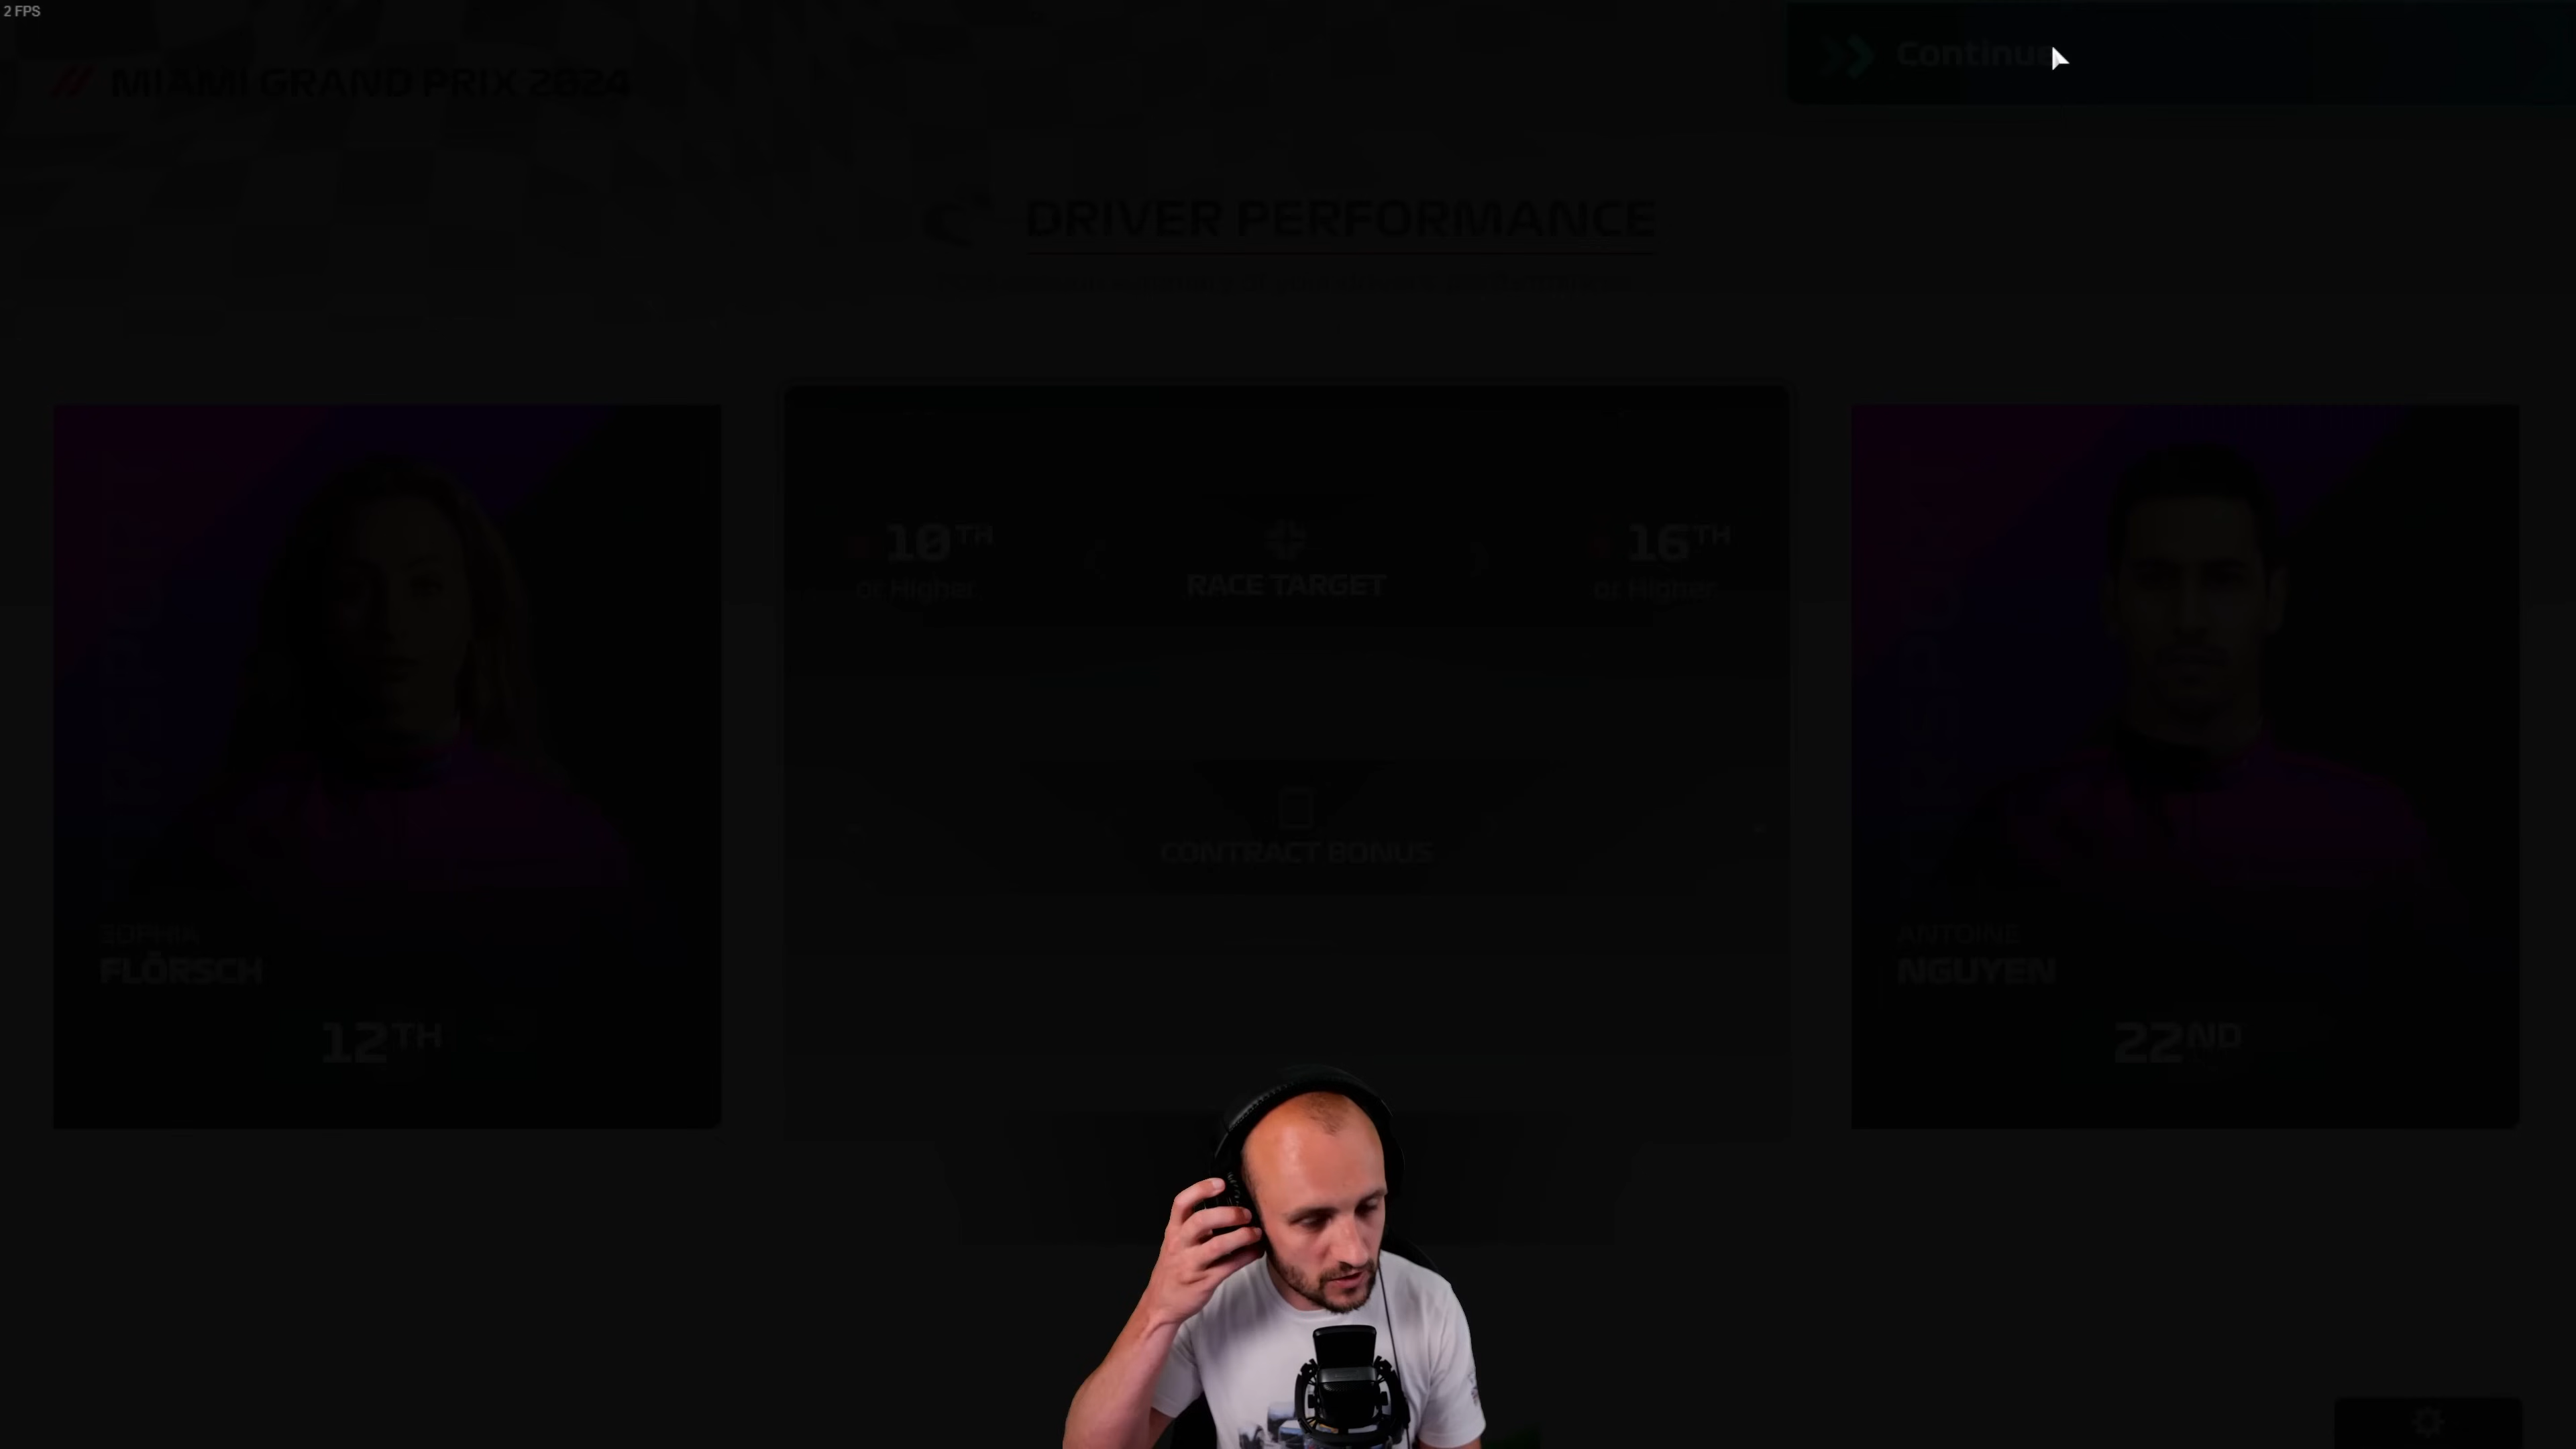 2 FPS
MIAMI GRAND PRIX 2024
Continue
DRIVER PERFORMANCE
10TH
or Higher
RACE TARGET
16TH
or Higher
CONTRACT BONUS
SOPHIA
FLÖRSCH
12TH
ANTOINE
NGUYEN
22ND